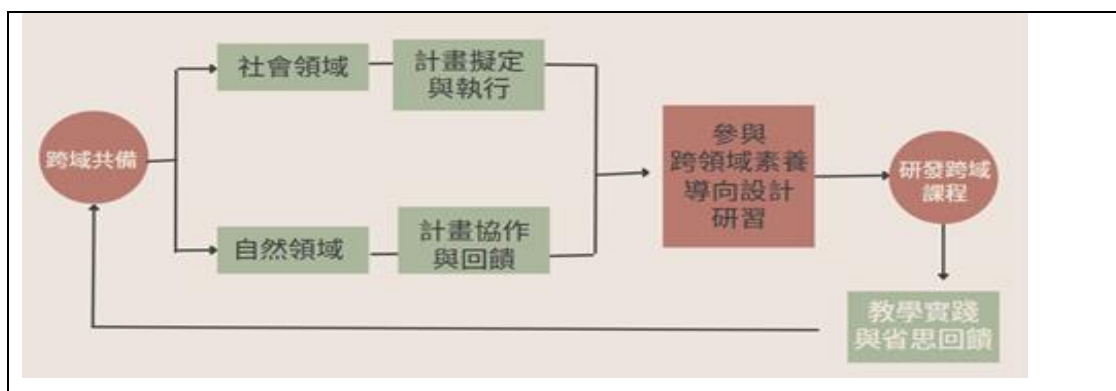 跨域共備
社會領域
計畫擬定
與執行
自然領域
計畫協作
與回饋
參與
跨領域素養
導向設計
研習
研發跨域
課程
教學實踐
與省思回饋